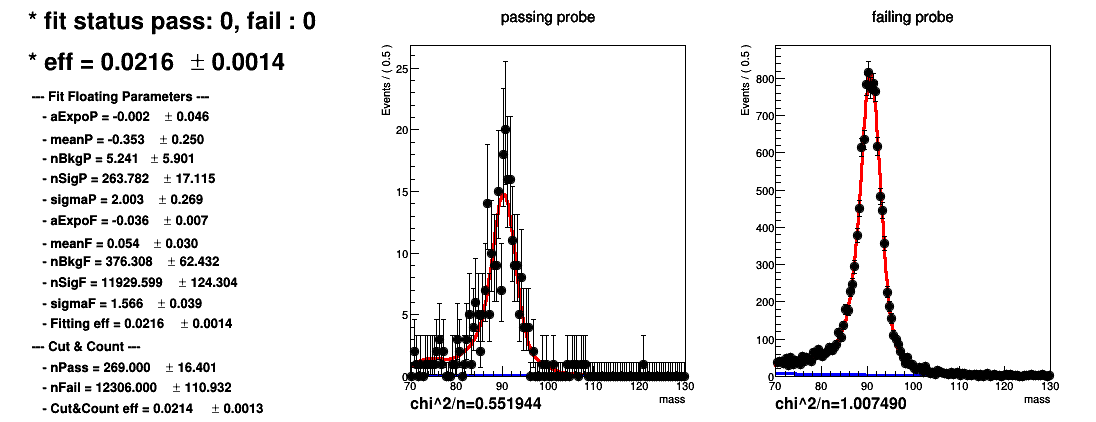 * fit status pass: 0, fail : 0
* eff = 0.0216 ± 0.0014
--- Fit Floating Parameters ---
- aExpoP = -0.002 ± 0.046
- meanP = -0.353 ± 0.250
- nBkgP = 5.241 ± 5.901
- nSigP = 263.782 ± 17.115
- sigmaP = 2.003 ± 0.269
- aExpoF = -0.036 ± 0.007
- meanF = 0.054 ± 0.030
- nBkgF = 376.308 ± 62.432
- nSigF = 11929.599 ± 124.304
- sigmaF = 1.566 ± 0.039
- Fitting eff = 0.0216 ± 0.0014
--- Cut & Count ---
- nPass = 269.000 ± 16.401
- nFail = 12306.000 ± 110.932
- Cut&Count eff = 0.0214 ± 0.0013
passing probe
Events / ( 0.5 )
25
20
15
10
5
0
70 80 90 100 110 120 130
mass
chi^2/n=0.551944
failing probe
Events / ( 0.5 )
800
700
600
500
400
300
200
100
0
70 80 90 100 110 120 130
mass
chi^2/n=1.007490